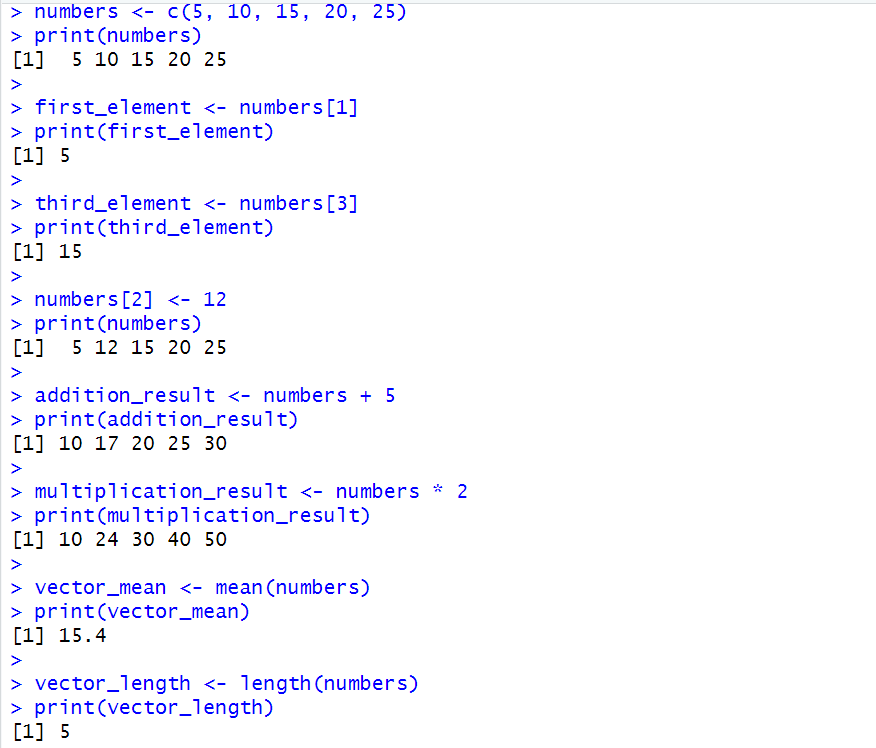 > numbers <- c(5, 10, 15, 20, 25)
> print(numbers)
[1]  5 10 15 20 25
>
> first_element <- numbers[1]
> print(first_element)
[1] 5
>
> third_element <- numbers[3]
> print(third_element)
[1] 15
>
> numbers[2] <- 12
> print(numbers)
[1]  5 12 15 20 25
>
> addition_result <- numbers + 5
> print(addition_result)
[1] 10 17 20 25 30
>
> multiplication_result <- numbers * 2
> print(multiplication_result)
[1] 10 24 30 40 50
>
> vector_mean <- mean(numbers)
> print(vector_mean)
[1] 15.4
>
> vector_length <- length(numbers)
> print(vector_length)
[1] 5